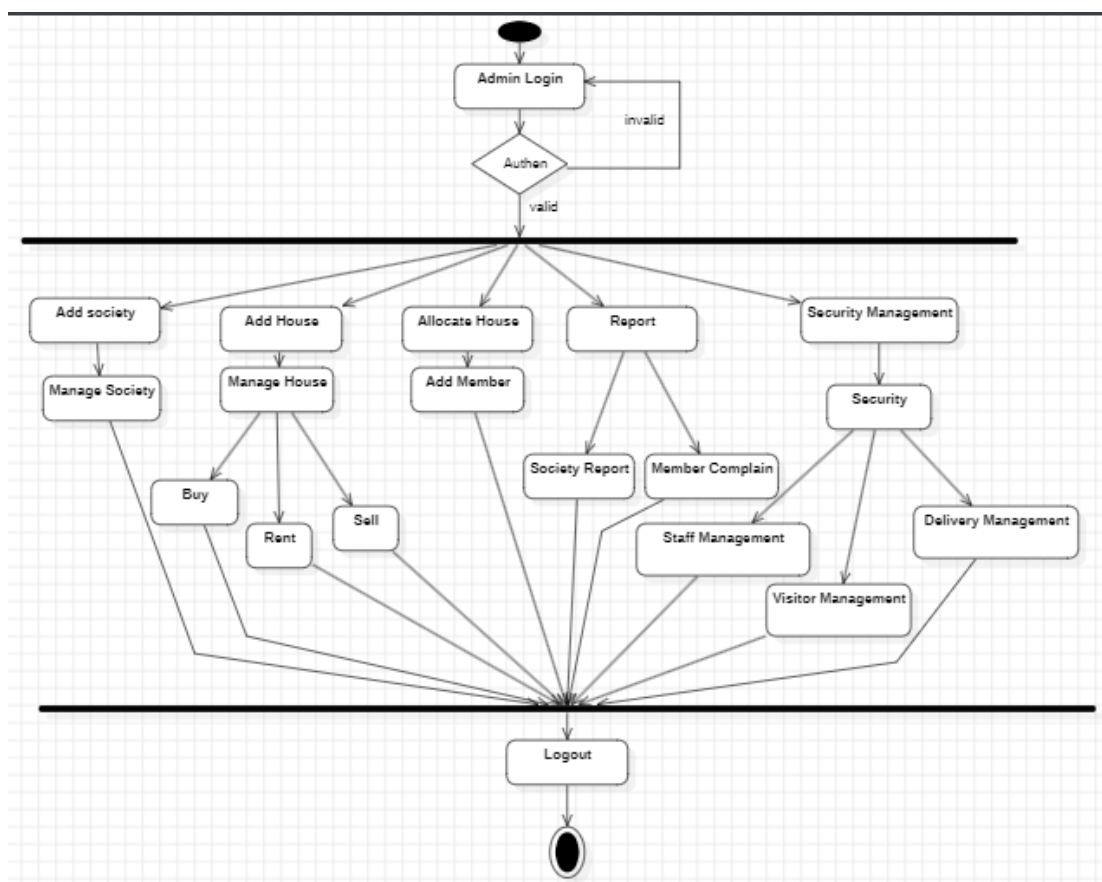 Admin Login
invalid
Authen
valid
Add society
Add House
Allocate House
Report
Security Management
Manage Society
Manage House
Add Member
Security
Buy
Rent
Sell
Society Report
Member Complain
Staff Management
Delivery Management
Visitor Management
Logout